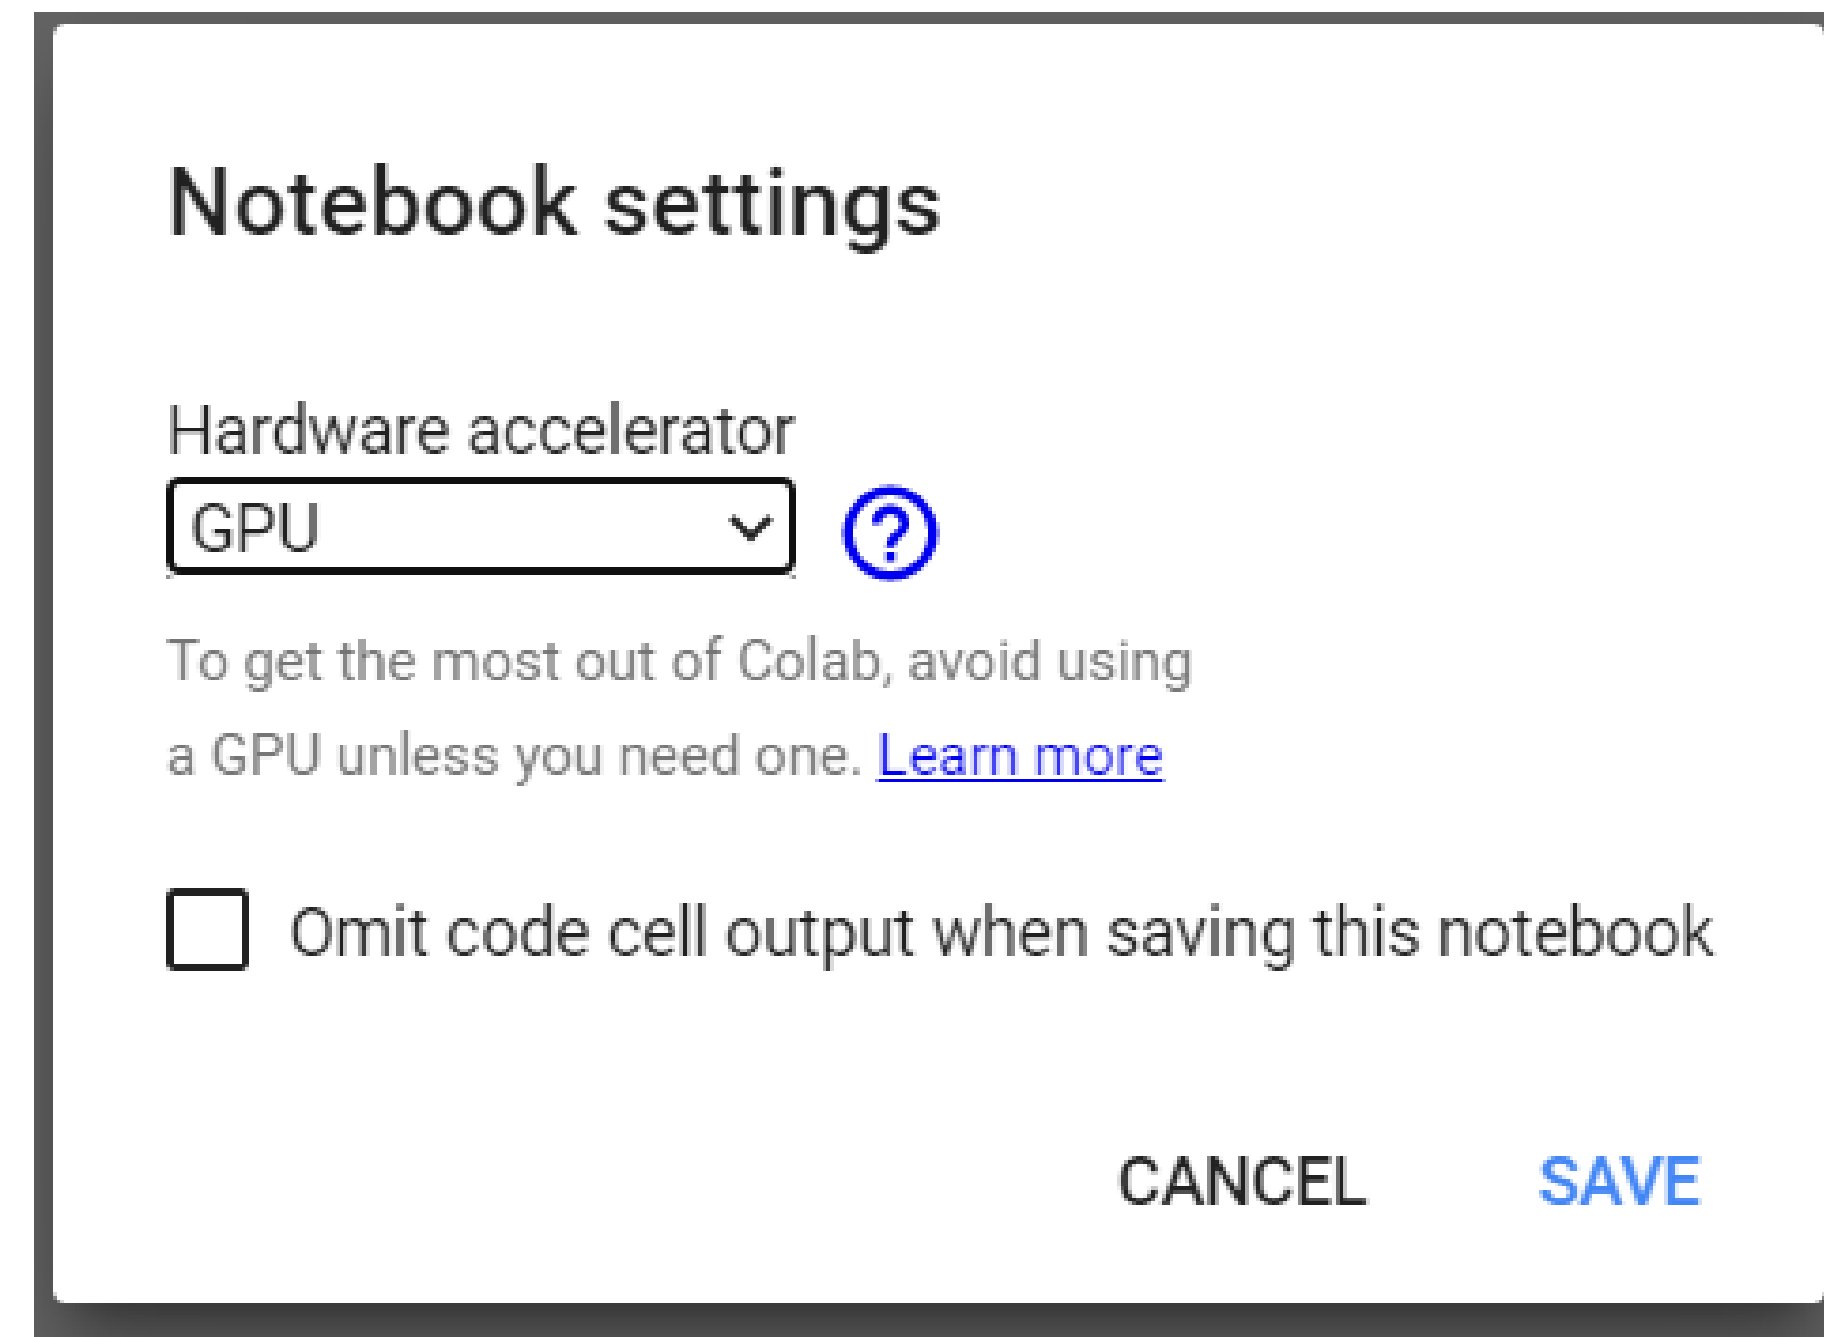 Notebook settings
Hardware accelerator
GPU
?
To get the most out of Colab, avoid using
a GPU unless you need one. Learn more
Omit code cell output when saving this notebook
CANCEL SAVE